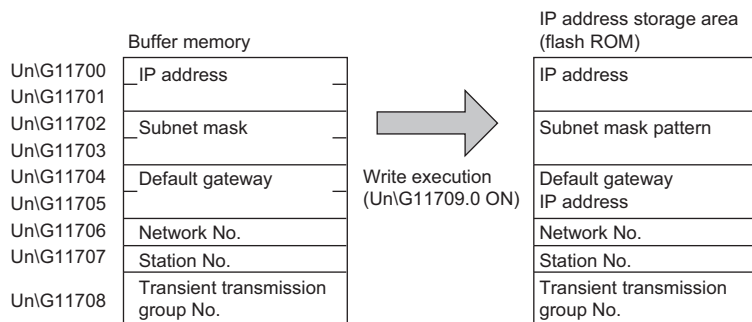 Buffer memory
Un\G11700
IP address
Un\G11701
Un\G11702
Subnet mask
Un\G11703
Un\G11704
Default gateway
Un\G11705
Un\G11706
Network No.
Un\G11707
Station No.
Un\G11708
Transient transmission
group No.
Write execution
(Un\G11709.0 ON)
IP address storage area
(flash ROM)
IP address
Subnet mask pattern
Default gateway
IP address
Network No.
Station No.
Transient transmission
group No.